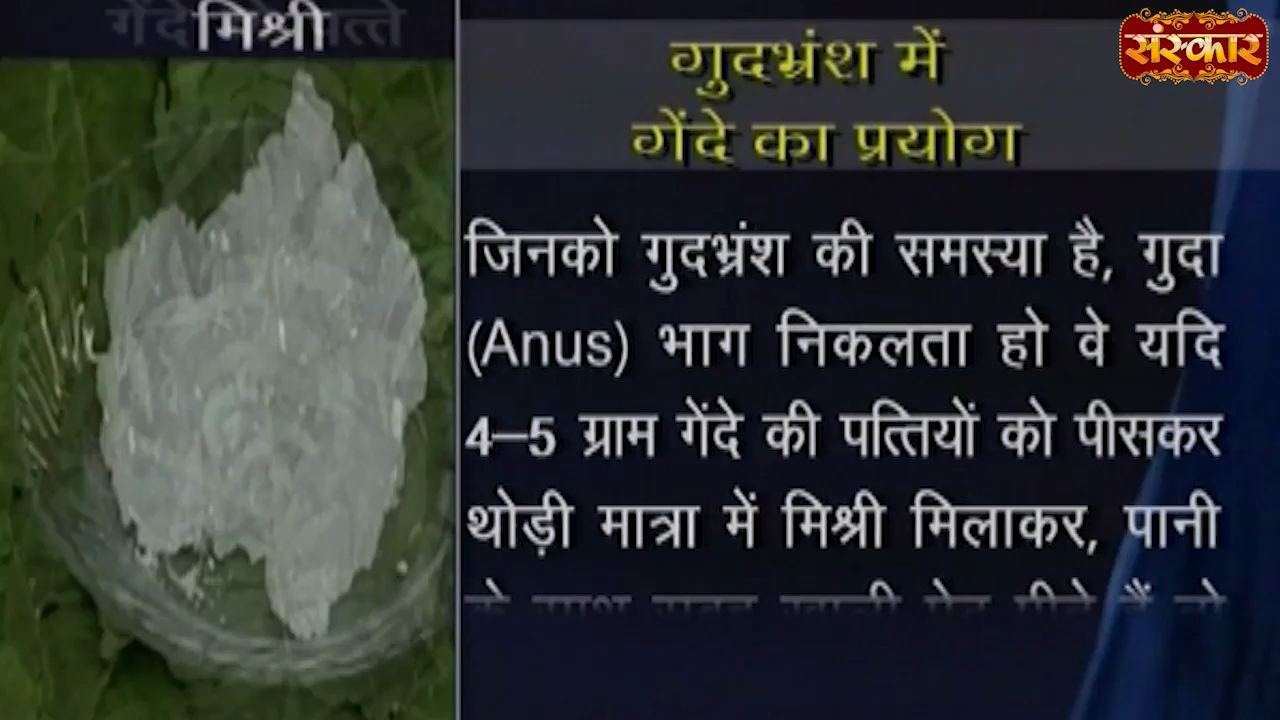 मिश्री
संस्कार
गुदभ्रंश में
गेंदे का प्रयोग
जिनको गुदभ्रंश की समस्या है, गुदा
(Anus) भाग निकलता हो वे यदि
4–5 ग्राम गेंदे की पत्तियों को पीसकर
थोड़ी मात्रा में मिश्री मिलाकर, पानी